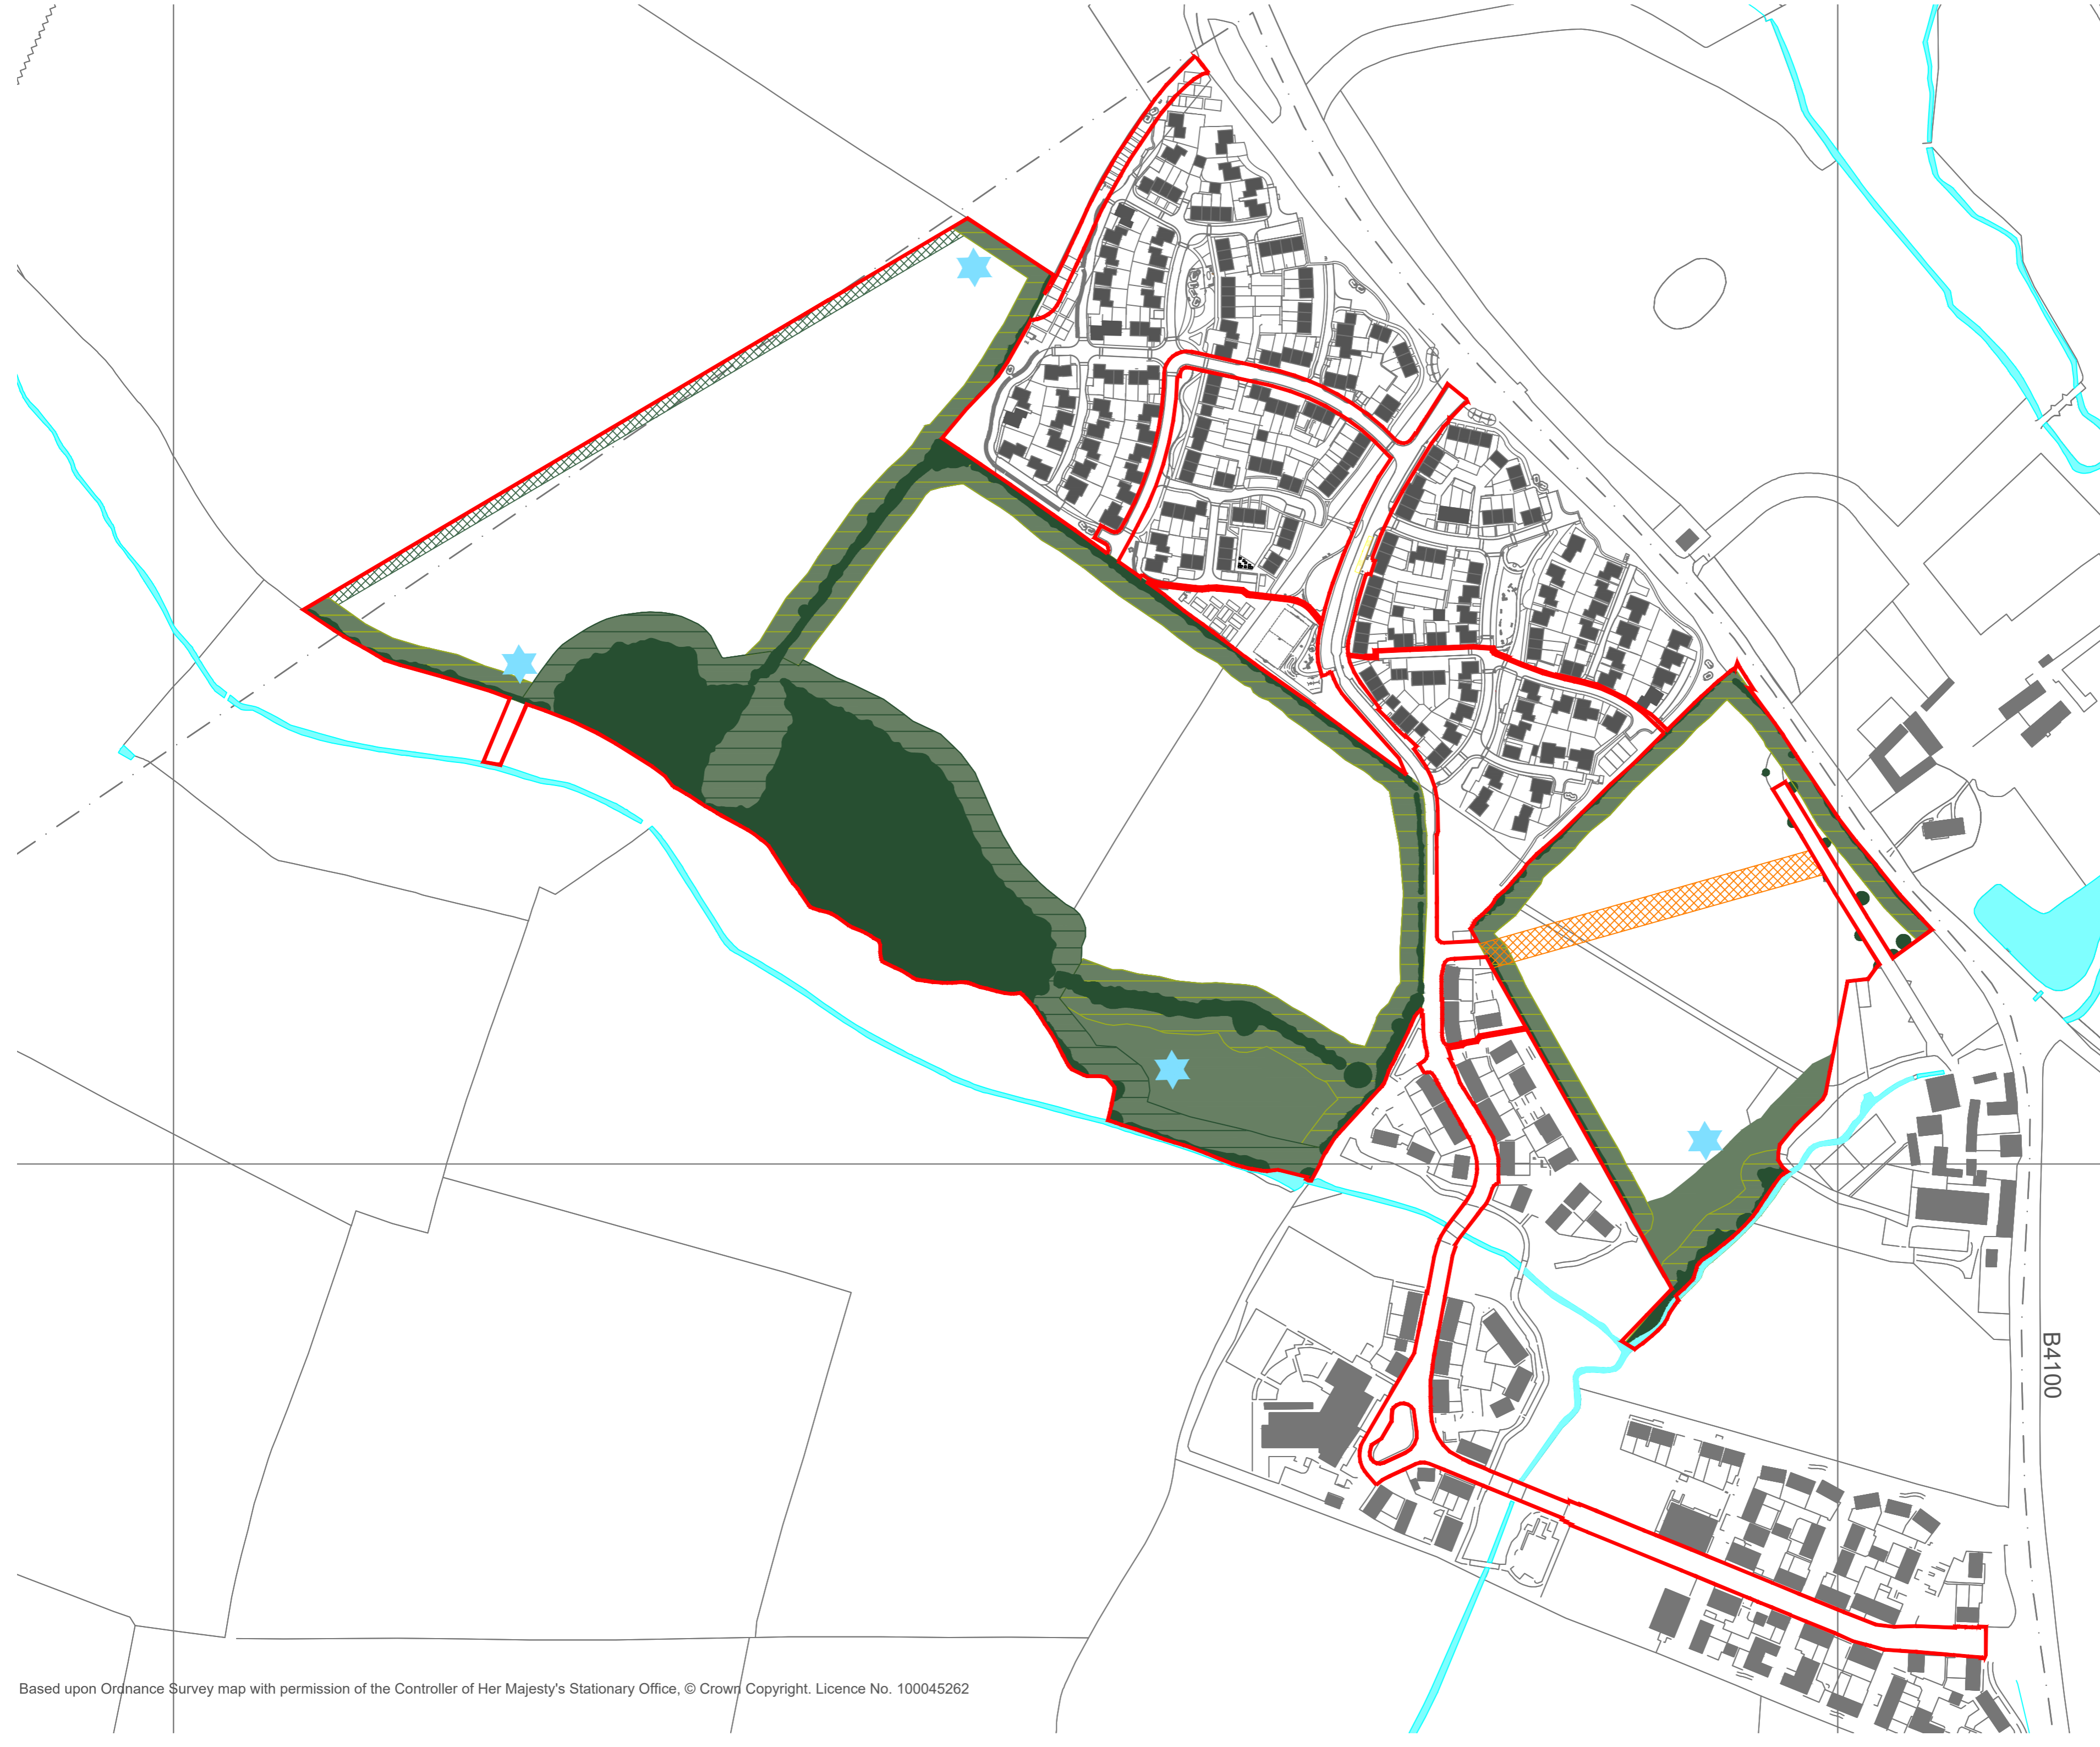 B4100
Based upon Ordnance Survey map with permission of the Controller of Her Majesty's Stationary Office, © Crown Copyright. Licence No. 100045262